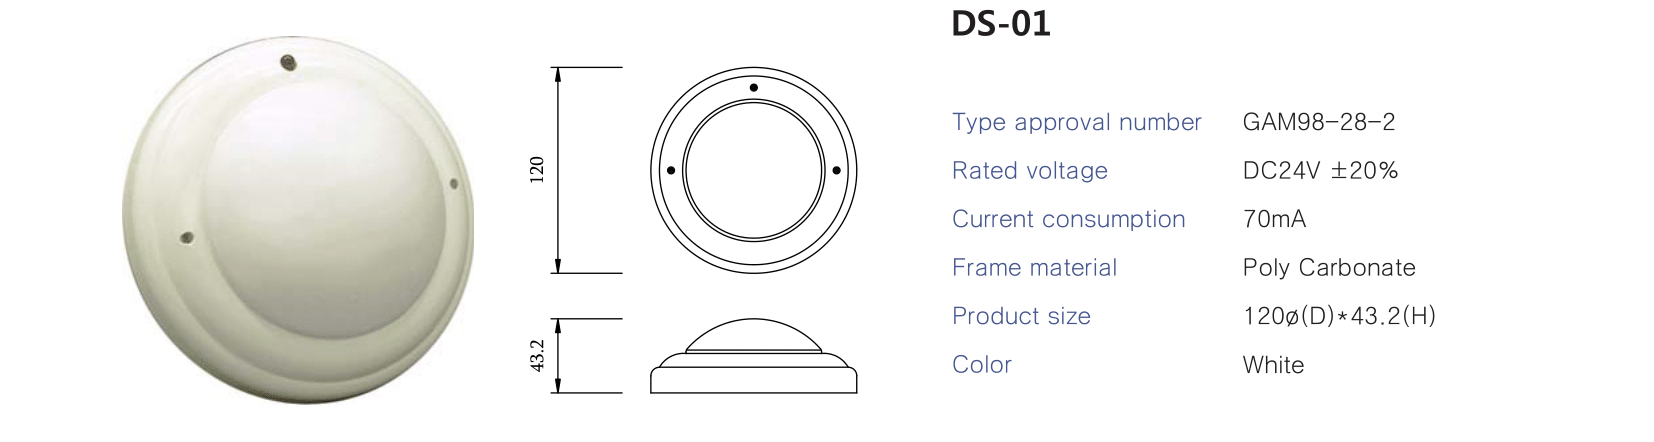 DS-01
120
43.2
Type approval number GAM98-28-2
Rated voltage DC24V ±20%
Current consumption 70mA
Frame material Poly Carbonate
Product size 120ø(D)*43.2(H)
Color White